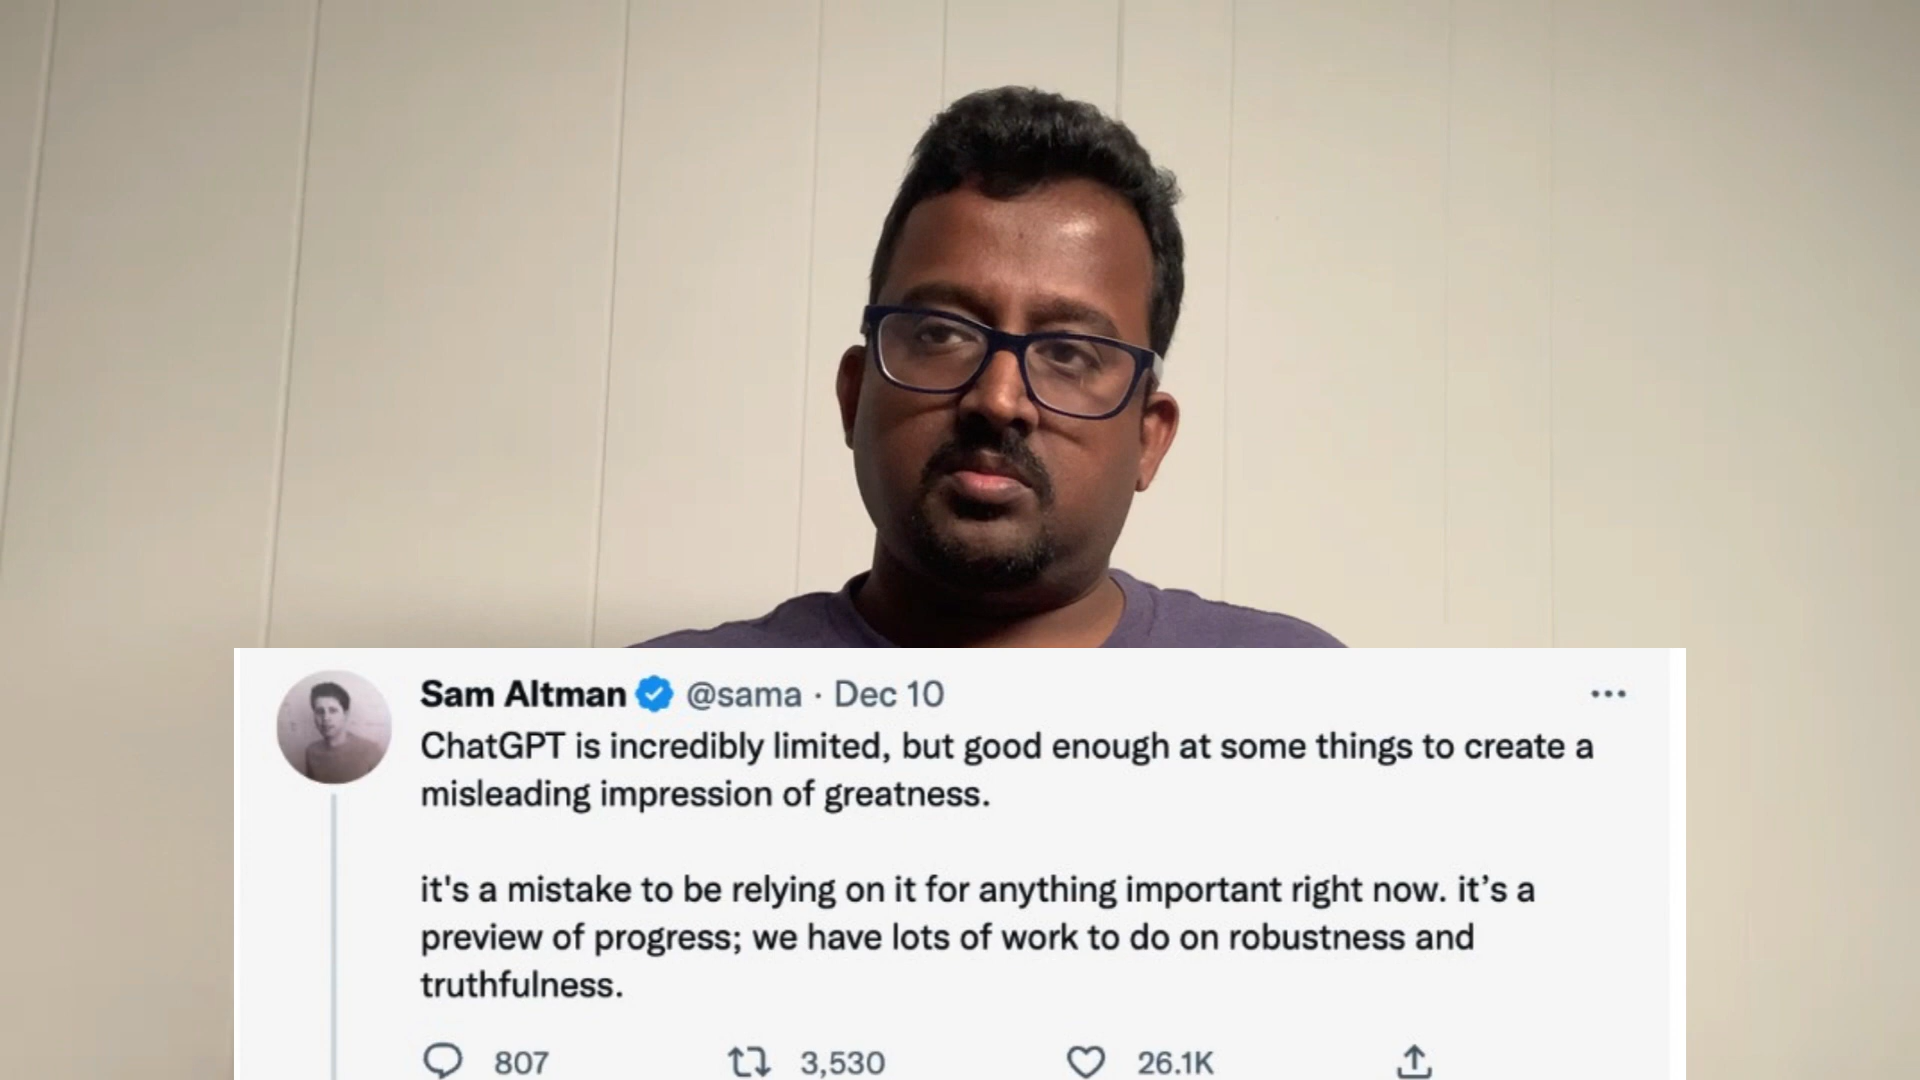 Sam Altman @sama · Dec 10
ChatGPT is incredibly limited, but good enough at some things to create a
misleading impression of greatness.
it's a mistake to be relying on it for anything important right now. it’s a
preview of progress; we have lots of work to do on robustness and
truthfulness.
807 3,530 26.1K